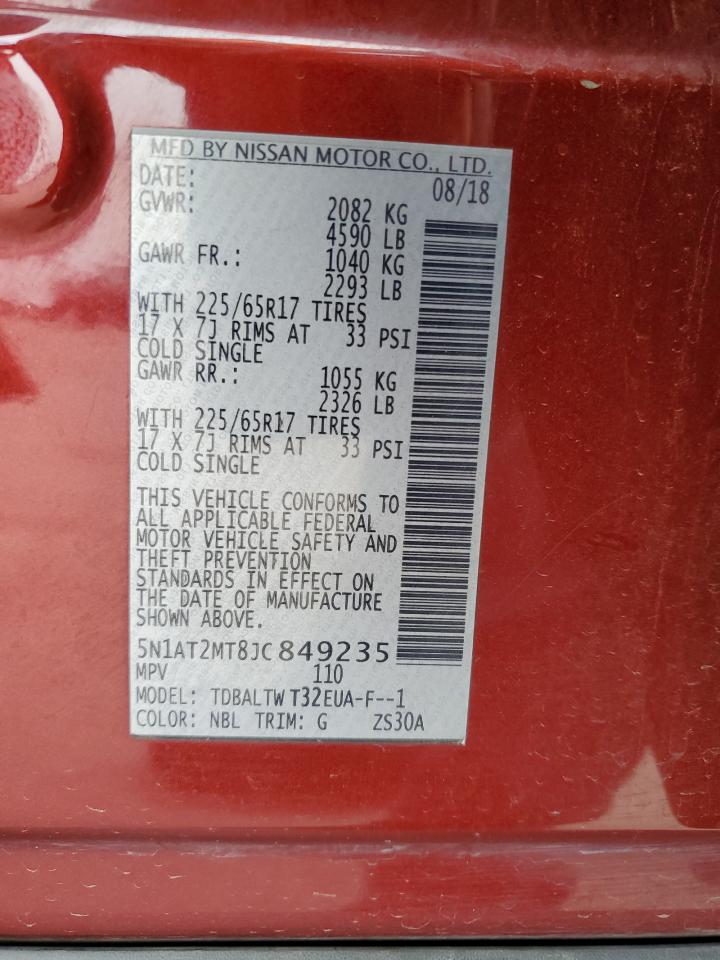 MFD BY NISSAN MOTOR CO., LTD.
DATE: 08/18
GVWR: 2082 KG
4590 LB
GAWR FR.: 1040 KG
2293 LB
WITH 225/65R17 TIRES
17 X 7J RIMS AT 33 PSI
COLD SINGLE
GAWR RR.: 1055 KG
2326 LB
WITH 225/65R17 TIRES
17 X 7J RIMS AT 33 PSI
COLD SINGLE
THIS VEHICLE CONFORMS TO
ALL APPLICABLE FEDERAL
MOTOR VEHICLE SAFETY AND
THEFT PREVENTION
STANDARDS IN EFFECT ON
THE DATE OF MANUFACTURE
SHOWN ABOVE.
5N1AT2MT8JC849235
MPV 110
MODEL: TDBALTW T32EUA-F--1
COLOR: NBL TRIM: G ZS30A